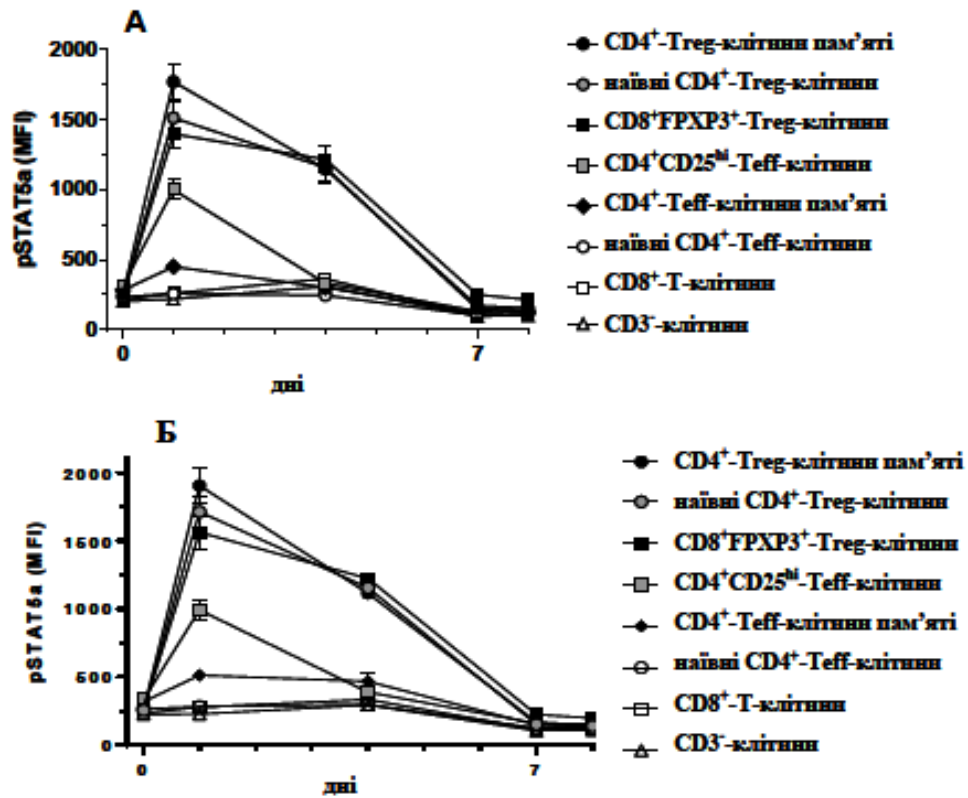 А
2000
1500
1000
500
0
pSTAT5a (MFI)
0
7
дні
CD4⁺-Treg-клітини пам’яті
наївні CD4⁺-Treg-клітини
CD8⁺FPXP3⁺-Treg-клітини
CD4⁺CD25ʰⁱ-Teff-клітини
CD4⁺-Teff-клітини пам’яті
наївні CD4⁺-Teff-клітини
CD8⁺-Т-клітини
CD3⁻-клітини
Б
2000
1500
1000
500
0
pSTAT5a (MFI)
0
7
дні
CD4⁺-Treg-клітини пам’яті
наївні CD4⁺-Treg-клітини
CD8⁺FPXP3⁺-Treg-клітини
CD4⁺CD25ʰⁱ-Teff-клітини
CD4⁺-Teff-клітини пам’яті
наївні CD4⁺-Teff-клітини
CD8⁺-Т-клітини
CD3⁻-клітини